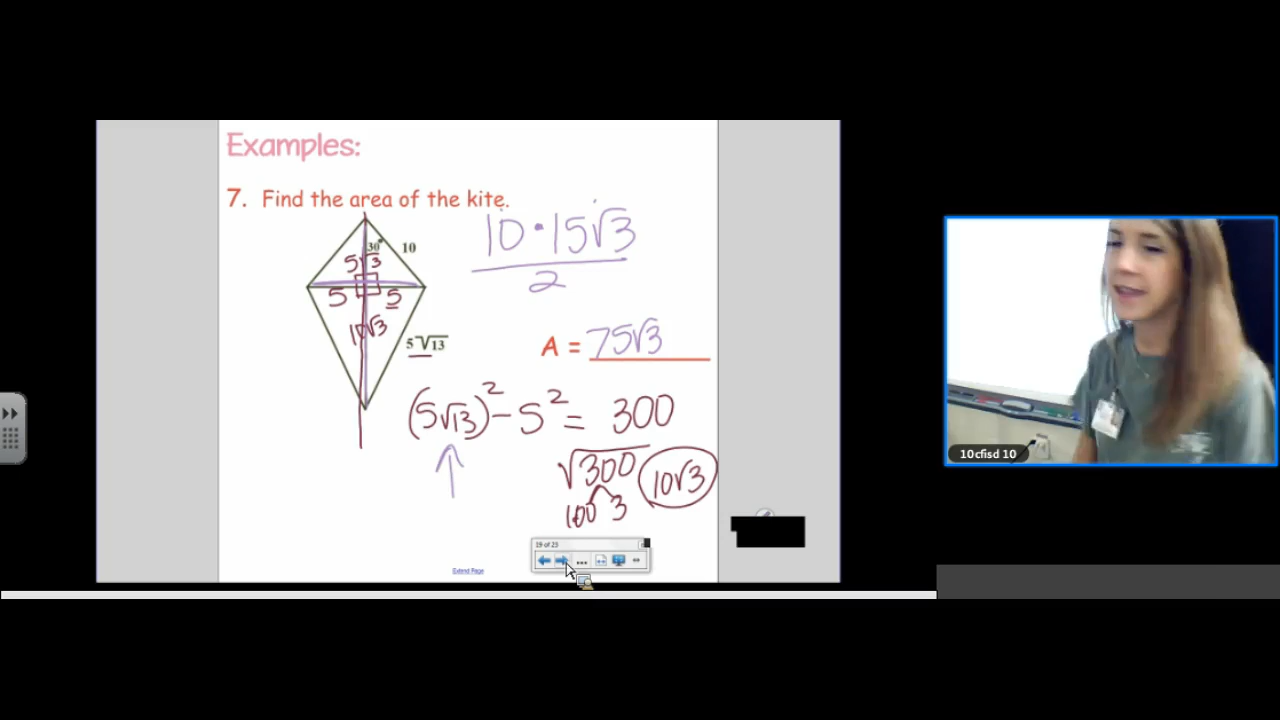 Examples:
7. Find the area of the kite.
10 · 15√3
2
30°
10
5√3
5
5
10√3
5√13
A = 75√3
(5√13)² - 5² = 300
√300
10√3
100 3
19 of 23
Extend Page
10cfisd 10